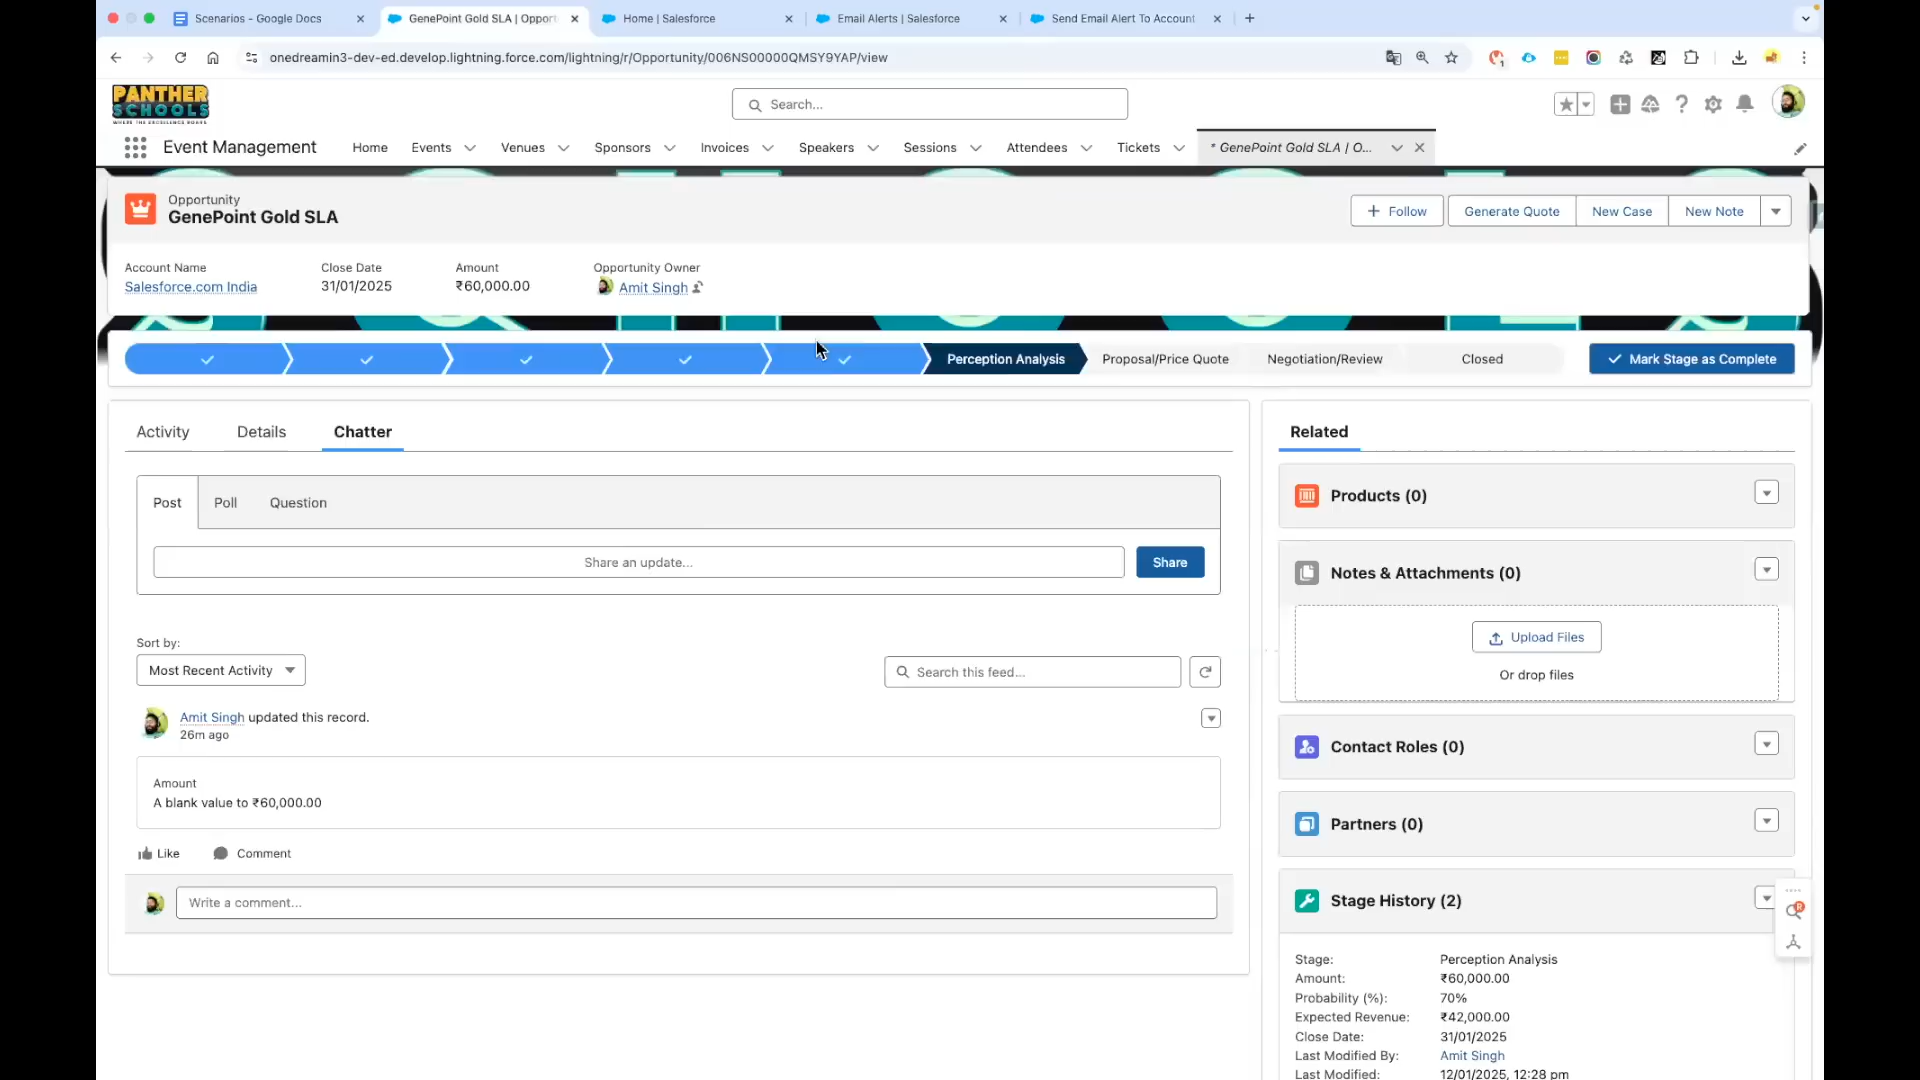 Scenarios - Google Docs
GenePoint Gold SLA | Opport
Home | Salesforce
Email Alerts | Salesforce
Send Email Alert To Account
onedreamin3-dev-ed.develop.lightning.force.com/lightning/r/Opportunity/006NS00000QMSY9YAP/view
PANTHER
SCHOOLS
Search...
Event Management
Home
Events
Venues
Sponsors
Invoices
Speakers
Sessions
Attendees
Tickets
* GenePoint Gold SLA | O...
Opportunity
GenePoint Gold SLA
Follow
Generate Quote
New Case
New Note
Account Name
Close Date
Amount
Opportunity Owner
Salesforce.com India
31/01/2025
₹60,000.00
Amit Singh
Perception Analysis
Proposal/Price Quote
Negotiation/Review
Closed
Mark Stage as Complete
Activity
Details
Chatter
Post
Poll
Question
Share an update...
Share
Sort by:
Most Recent Activity
Search this feed...
Amit Singh updated this record.
26m ago
Amount
A blank value to ₹60,000.00
Like
Comment
Write a comment...
Related
Products (0)
Notes & Attachments (0)
Upload Files
Or drop files
Contact Roles (0)
Partners (0)
Stage History (2)
Stage: Perception Analysis
Amount: ₹60,000.00
Probability (%): 70%
Expected Revenue: ₹42,000.00
Close Date: 31/01/2025
Last Modified By: Amit Singh
Last Modified: 12/01/2025, 12:28 pm